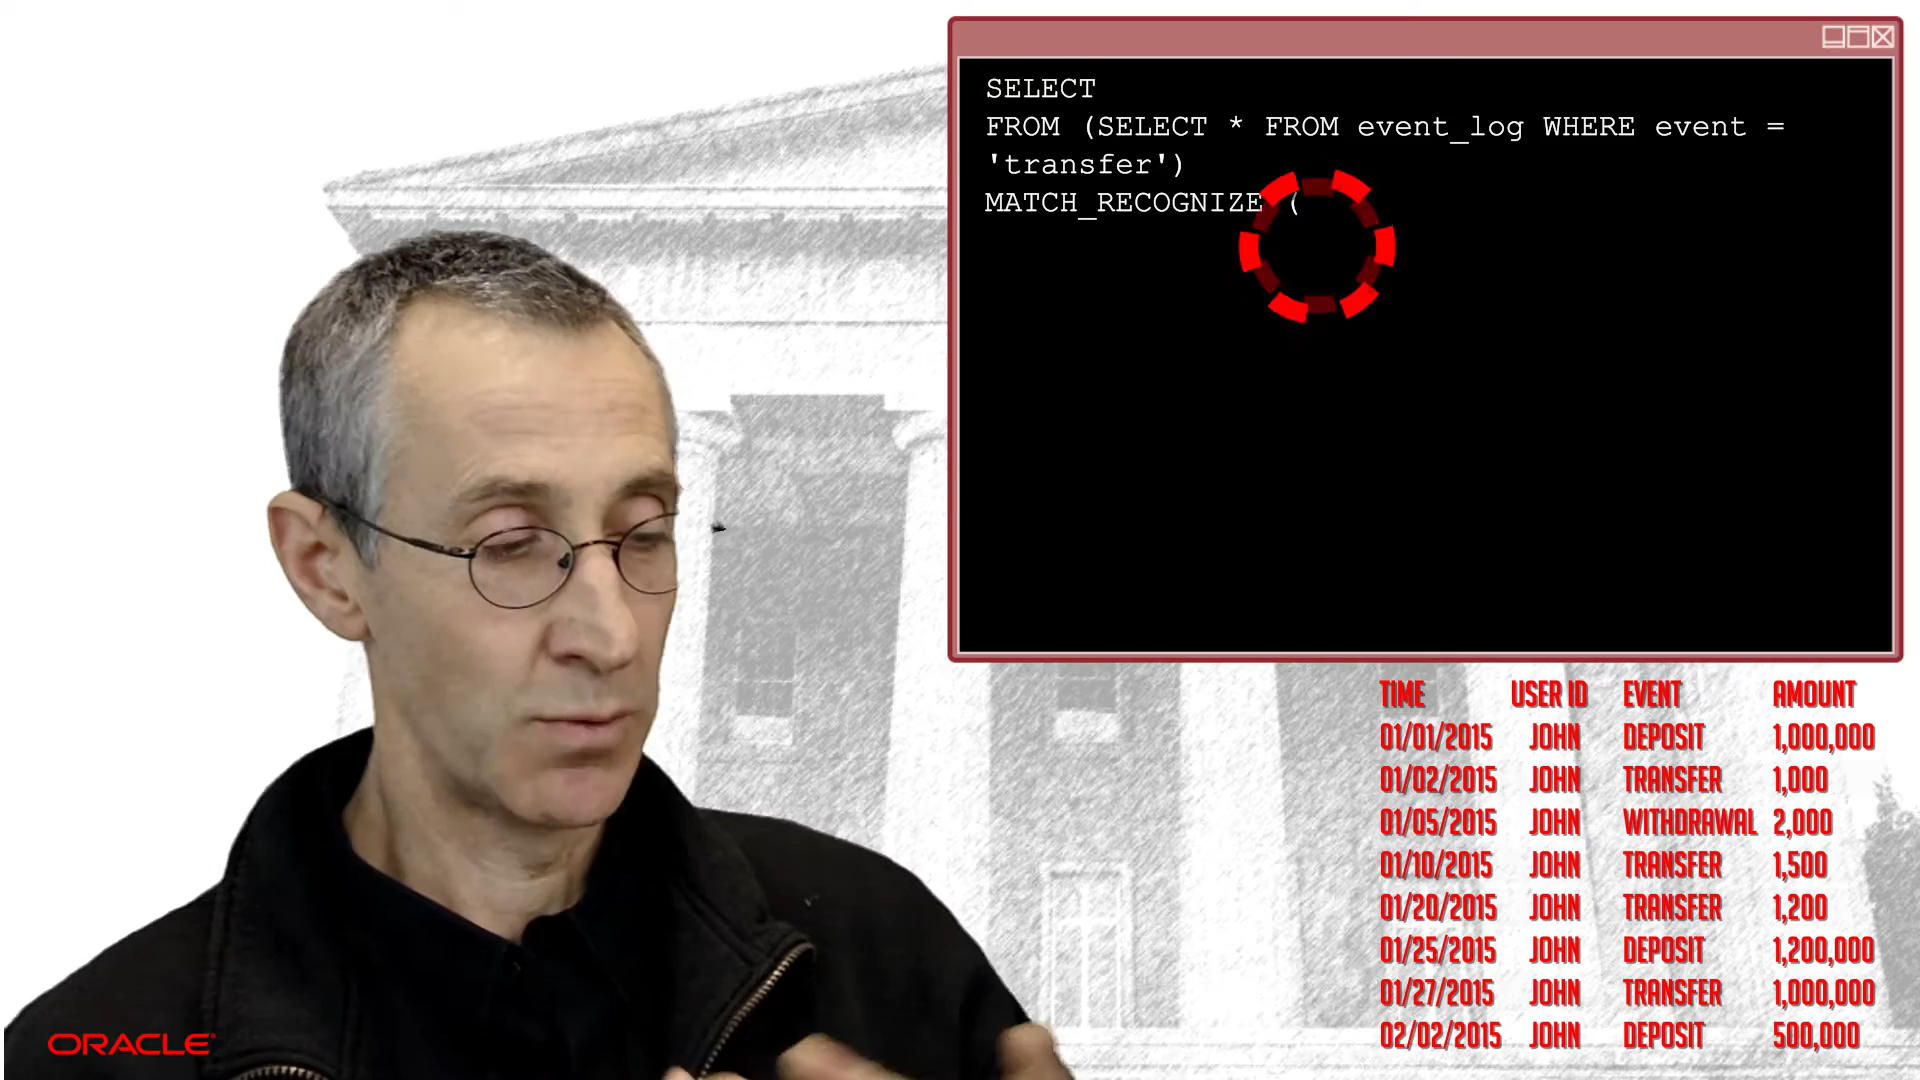 SELECT
FROM (SELECT * FROM event_log WHERE event =
'transfer')
MATCH_RECOGNIZE (
TIME USER ID EVENT AMOUNT
01/01/2015 JOHN DEPOSIT 1,000,000
01/02/2015 JOHN TRANSFER 1,000
01/05/2015 JOHN WITHDRAWAL 2,000
01/10/2015 JOHN TRANSFER 1,500
01/20/2015 JOHN TRANSFER 1,200
01/25/2015 JOHN DEPOSIT 1,200,000
01/27/2015 JOHN TRANSFER 1,000,000
02/02/2015 JOHN DEPOSIT 500,000
ORACLE